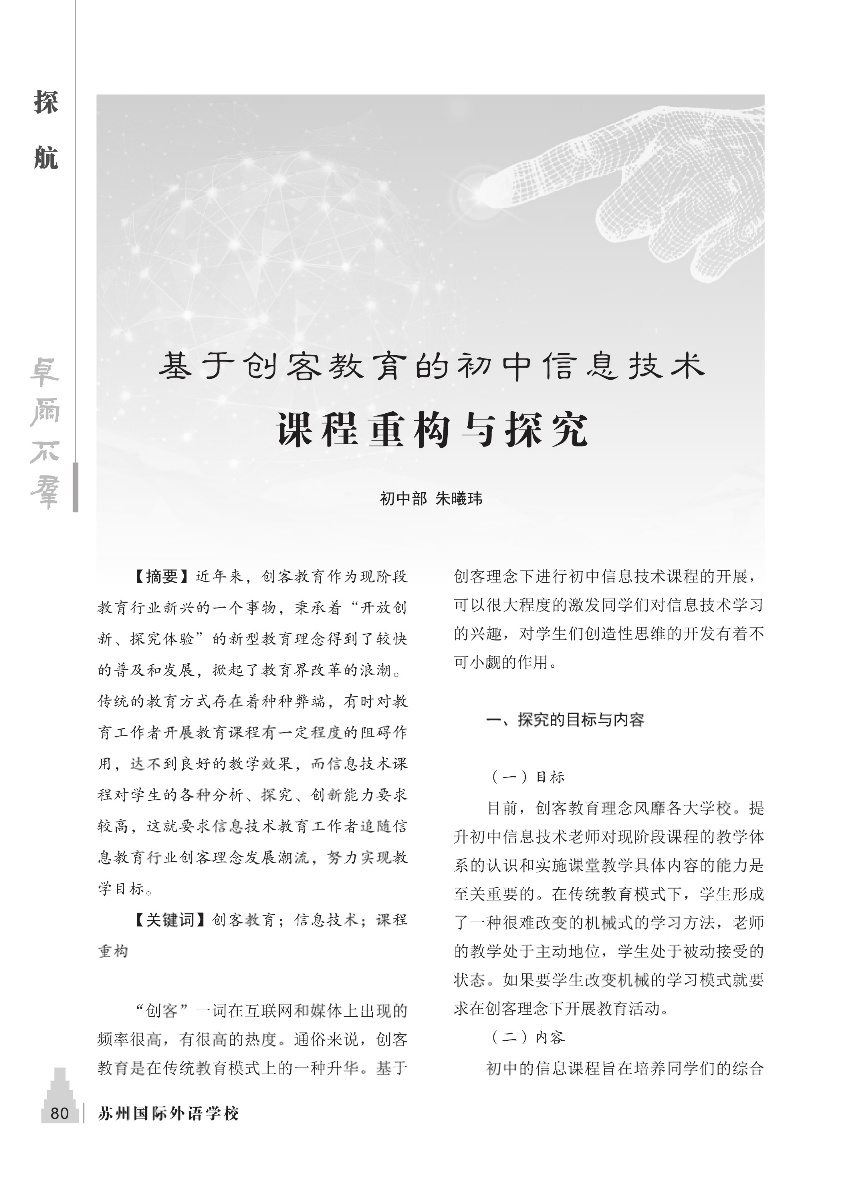 探
航
卓
尔
不
群
基于创客教育的初中信息技术
课程重构与探究
初中部 朱曦玮
【摘要】近年来，创客教育作为现阶段
教育行业新兴的一个事物，秉承着“开放创
新、探究体验”的新型教育理念得到了较快
的普及和发展，掀起了教育界改革的浪潮。
传统的教育方式存在着种种弊端，有时对教
育工作者开展教育课程有一定程度的阻碍作
用，达不到良好的教学效果，而信息技术课
程对学生的各种分析、探究、创新能力要求
较高，这就要求信息技术教育工作者追随信
息教育行业创客理念发展潮流，努力实现教
学目标。
【关键词】创客教育；信息技术；课程
重构
“创客”一词在互联网和媒体上出现的
频率很高，有很高的热度。通俗来说，创客
教育是在传统教育模式上的一种升华。基于
创客理念下进行初中信息技术课程的开展，
可以很大程度的激发同学们对信息技术学习
的兴趣，对学生们创造性思维的开发有着不
可小觑的作用。
一、探究的目标与内容
（一）目标
目前，创客教育理念风靡各大学校。提
升初中信息技术老师对现阶段课程的教学体
系的认识和实施课堂教学具体内容的能力是
至关重要的。在传统教育模式下，学生形成
了一种很难改变的机械式的学习方法，老师
的教学处于主动地位，学生处于被动接受的
状态。如果要学生改变机械的学习模式就要
求在创客理念下开展教育活动。
（二）内容
初中的信息课程旨在培养同学们的综合
80 苏州国际外语学校